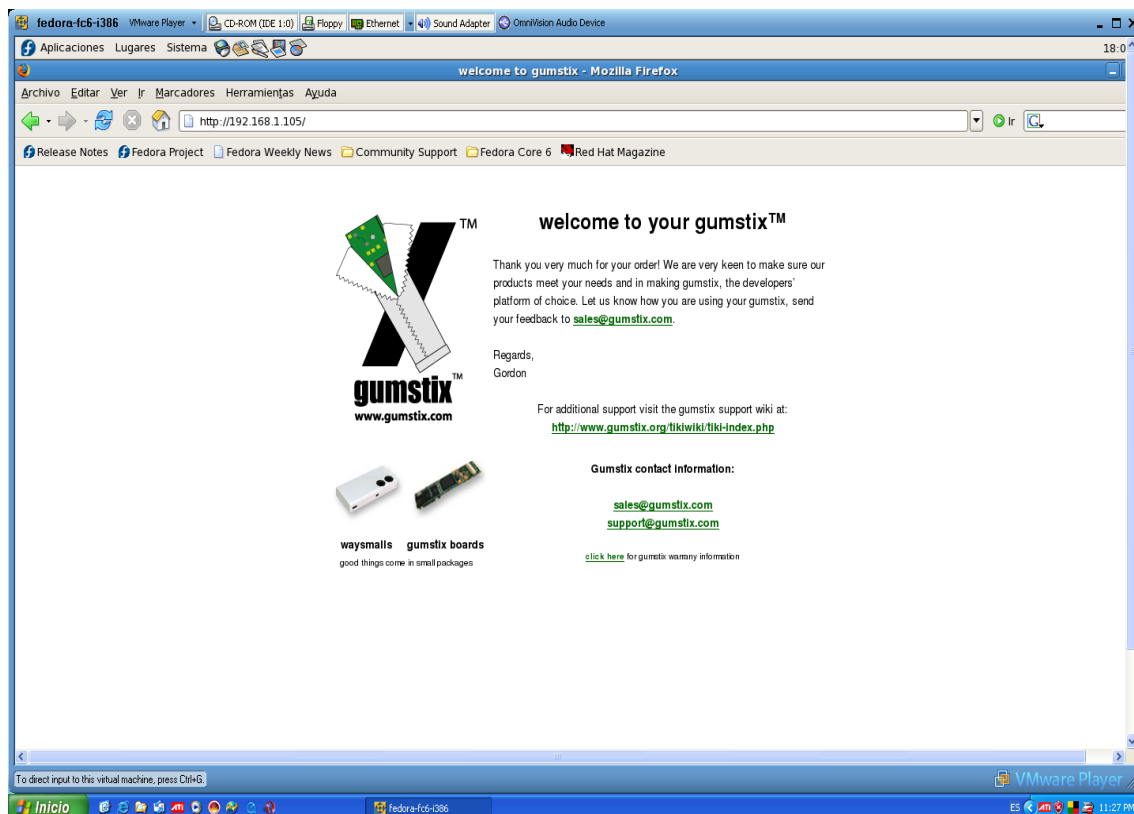 fedora-fc6-i386 VMware Player CD-ROM (IDE 1:0) Floppy Ethernet Sound Adapter OmniVision Audio Device
Aplicaciones Lugares Sistema 18:0
welcome to gumstix - Mozilla Firefox
Archivo Editar Ver Ir Marcadores Herramientas Ayuda
http://192.168.1.105/ Ir G
Release Notes Fedora Project Fedora Weekly News Community Support Fedora Core 6 Red Hat Magazine
TM
gumstix™
www.gumstix.com
welcome to your gumstix™
Thank you very much for your order! We are very keen to make sure our
products meet your needs and in making gumstix, the developers'
platform of choice. Let us know how you are using your gumstix, send
your feedback to sales@gumstix.com.
Regards,
Gordon
For additional support visit the gumstix support wiki at:
http://www.gumstix.org/tikiwiki/tiki-index.php
Gumstix contact information:
sales@gumstix.com
support@gumstix.com
click here for gumstix warrany information
waysmalls gumstix boards
good things come in small packages
To direct input to this virtual machine, press Ctrl+G.
VMware Player
Inicio fedora-fc6-i386 ES 11:27 PM